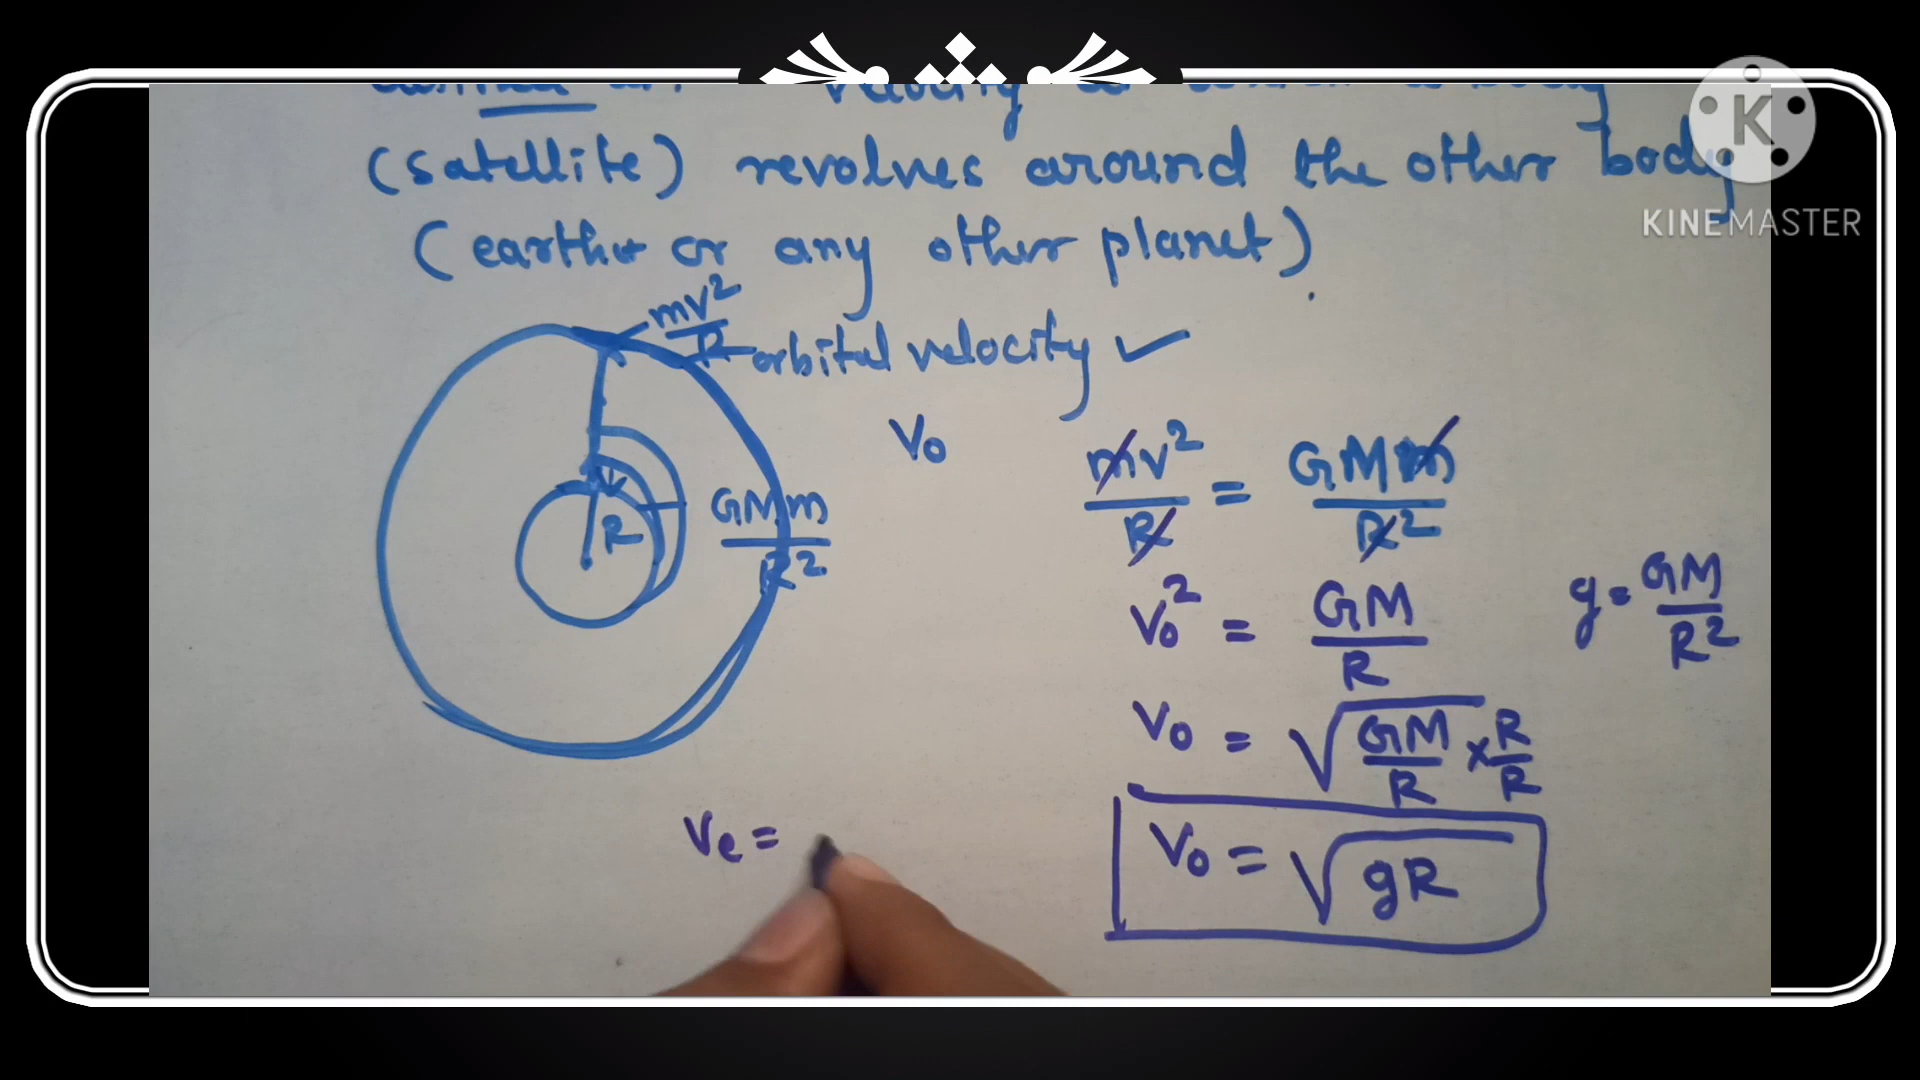 velocity
(satellite) revolves around the other body
(earth or any other planet).
mv²/R
orbital velocity ✓
V₀
R
GMm/R²
mv²/R = GMm/R²
V₀² = GM/R
g = GM/R²
V₀ = √(GM/R × R/R)
V₀ = √gR
Ve =
K
KINEMASTER